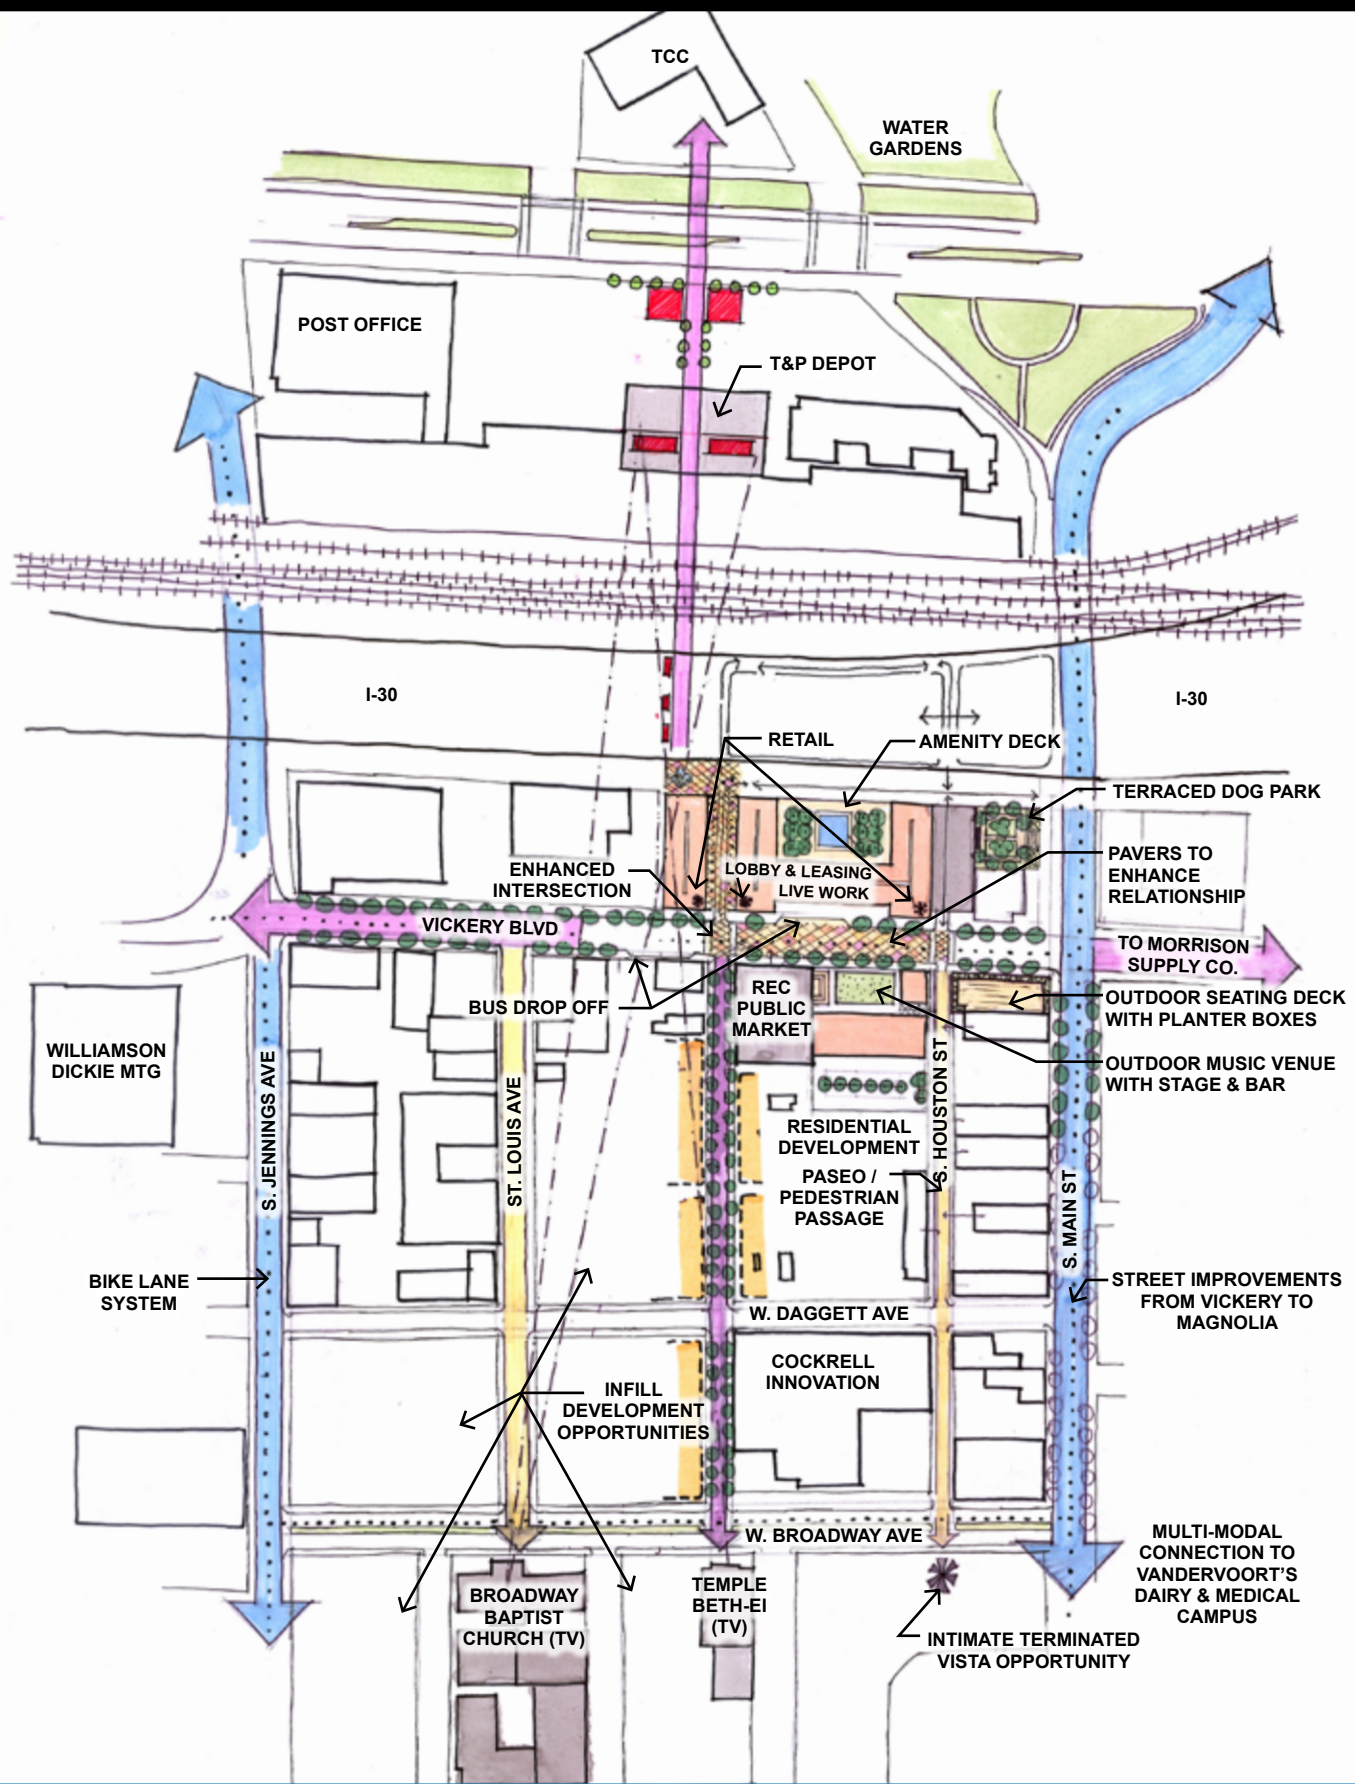 TCC
WATER
GARDENS
POST OFFICE
T&P DEPOT
I-30
I-30
RETAIL
AMENITY DECK
TERRACED DOG PARK
ENHANCED
INTERSECTION
LOBBY & LEASING
LIVE WORK
PAVERS TO
ENHANCE
RELATIONSHIP
VICKERY BLVD
TO MORRISON
SUPPLY CO.
BUS DROP OFF
REC
PUBLIC
MARKET
OUTDOOR SEATING DECK
WITH PLANTER BOXES
WILLIAMSON
DICKIE MTG
OUTDOOR MUSIC VENUE
WITH STAGE & BAR
S. JENNINGS AVE
ST. LOUIS AVE
S. HOUSTON ST
S. MAIN ST
RESIDENTIAL
DEVELOPMENT
PASEO /
PEDESTRIAN
PASSAGE
BIKE LANE
SYSTEM
STREET IMPROVEMENTS
FROM VICKERY TO
MAGNOLIA
W. DAGGETT AVE
COCKRELL
INNOVATION
INFILL
DEVELOPMENT
OPPORTUNITIES
W. BROADWAY AVE
MULTI-MODAL
CONNECTION TO
VANDERVOORT'S
DAIRY & MEDICAL
CAMPUS
BROADWAY
BAPTIST
CHURCH (TV)
TEMPLE
BETH-EI
(TV)
INTIMATE TERMINATED
VISTA OPPORTUNITY